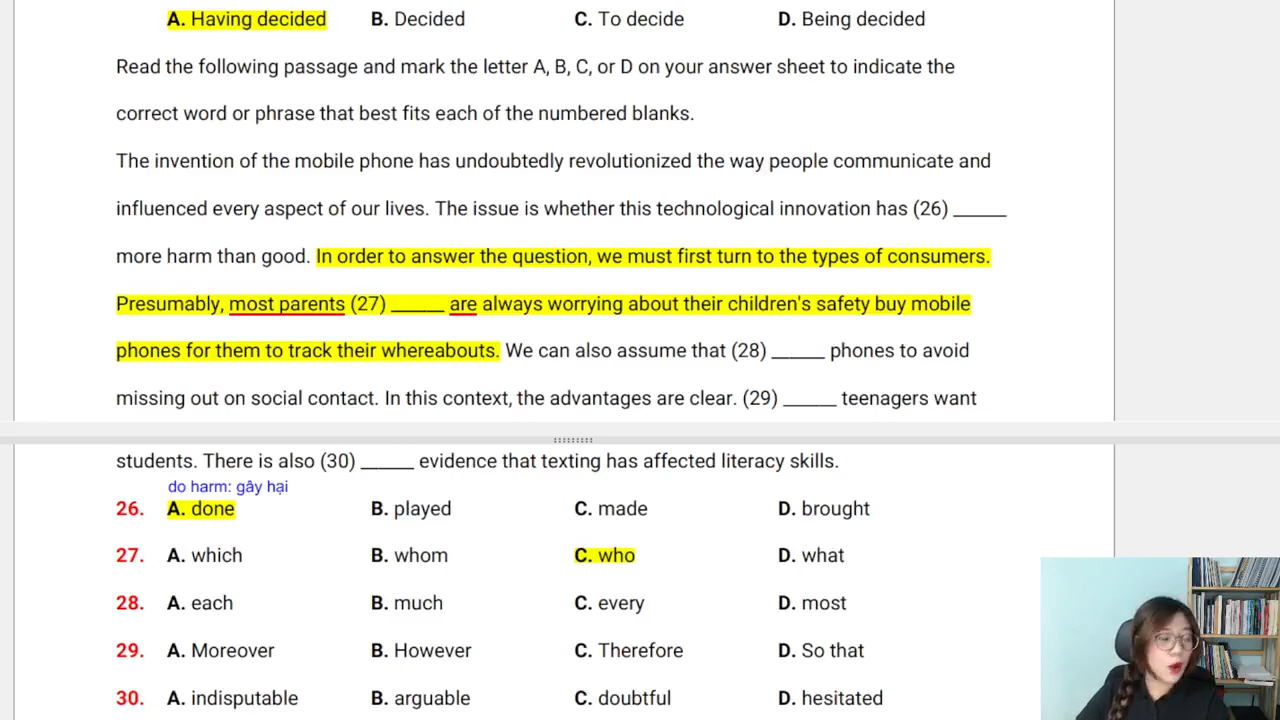 A. Having decided B. Decided C. To decide D. Being decided
Read the following passage and mark the letter A, B, C, or D on your answer sheet to indicate the
correct word or phrase that best fits each of the numbered blanks.
The invention of the mobile phone has undoubtedly revolutionized the way people communicate and
influenced every aspect of our lives. The issue is whether this technological innovation has (26) _____
more harm than good. In order to answer the question, we must first turn to the types of consumers.
Presumably, most parents (27) _____ are always worrying about their children's safety buy mobile
phones for them to track their whereabouts. We can also assume that (28) _____ phones to avoid
missing out on social contact. In this context, the advantages are clear. (29) _____ teenagers want
students. There is also (30) _____ evidence that texting has affected literacy skills.
do harm: gây hại
26. A. done B. played C. made D. brought
27. A. which B. whom C. who D. what
28. A. each B. much C. every D. most
29. A. Moreover B. However C. Therefore D. So that
30. A. indisputable B. arguable C. doubtful D. hesitated